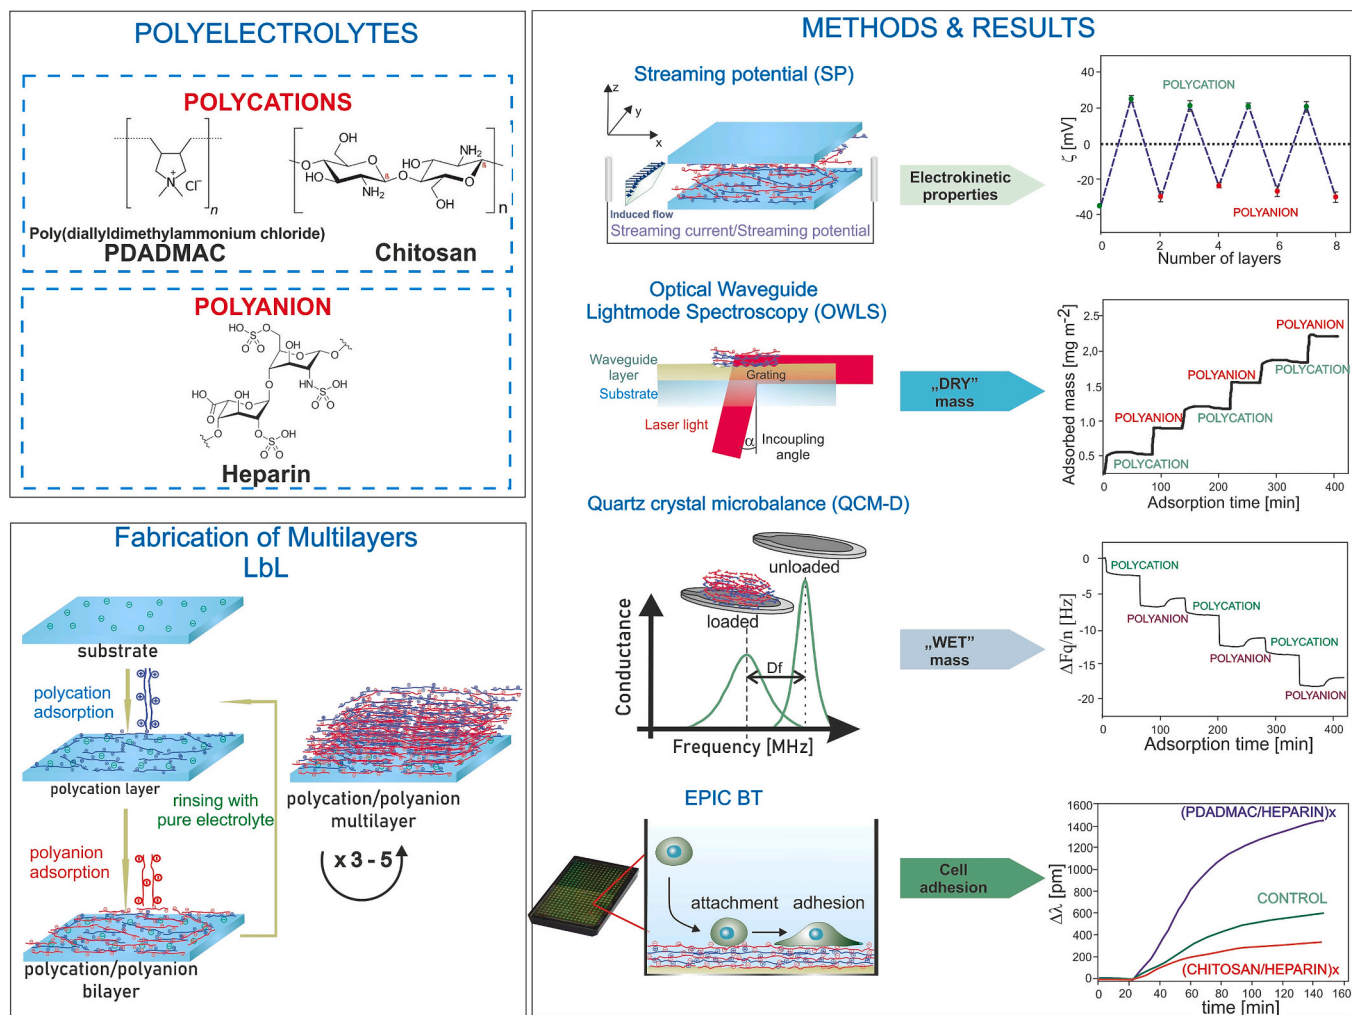 POLYELECTROLYTES
POLYCATIONS
n
N
+
Cl⁻
Poly(diallyldimethylammonium chloride)
PDADMAC
OH
HO
O
HO
NH₂
O
β
HO
NH₂
O
O
β
OH
n
Chitosan
POLYANION
HO
O
S
O
O
OH
O
O
HN
O
S
OH
O
O
HO
O
OH
O
O
O
O
S
OH
O
Heparin
Fabrication of Multilayers
LbL
substrate
polycation
adsorption
polycation layer
rinsing with
pure electrolyte
polyanion
adsorption
polycation/polyanion
bilayer
polycation/polyanion
multilayer
x 3 - 5
METHODS & RESULTS
Streaming potential (SP)
z
y
x
Induced flow
Streaming current/Streaming potential
Electrokinetic
properties
ζ [mV]
40
20
0
-20
-40
POLYCATION
POLYANION
0 2 4 6 8
Number of layers
Optical Waveguide
Lightmode Spectroscopy (OWLS)
Waveguide
layer
Grating
Substrate
Laser light
α
Incoupling
angle
„DRY”
mass
Adsorbed mass [mg m⁻²]
2.5
2.0
1.5
1.0
0.5
POLYANION
POLYCATION
POLYANION
POLYCATION
POLYANION
POLYCATION
0 100 200 300 400
Adsorption time [min]
Quartz crystal microbalance (QCM-D)
unloaded
loaded
Df
Conductance
Frequency [MHz]
„WET”
mass
ΔFq/n [Hz]
0
-5
-10
-15
-20
POLYCATION
POLYANION
POLYCATION
POLYANION
POLYCATION
POLYANION
0 100 200 300 400
Adsorption time [min]
EPIC BT
attachment
adhesion
Cell
adhesion
Δλ [pm]
1600
1400
1200
1000
800
600
400
200
0
(PDADMAC/HEPARIN)x
CONTROL
(CHITOSAN/HEPARIN)x
0 20 40 60 80 100 120 140 160
time [min]